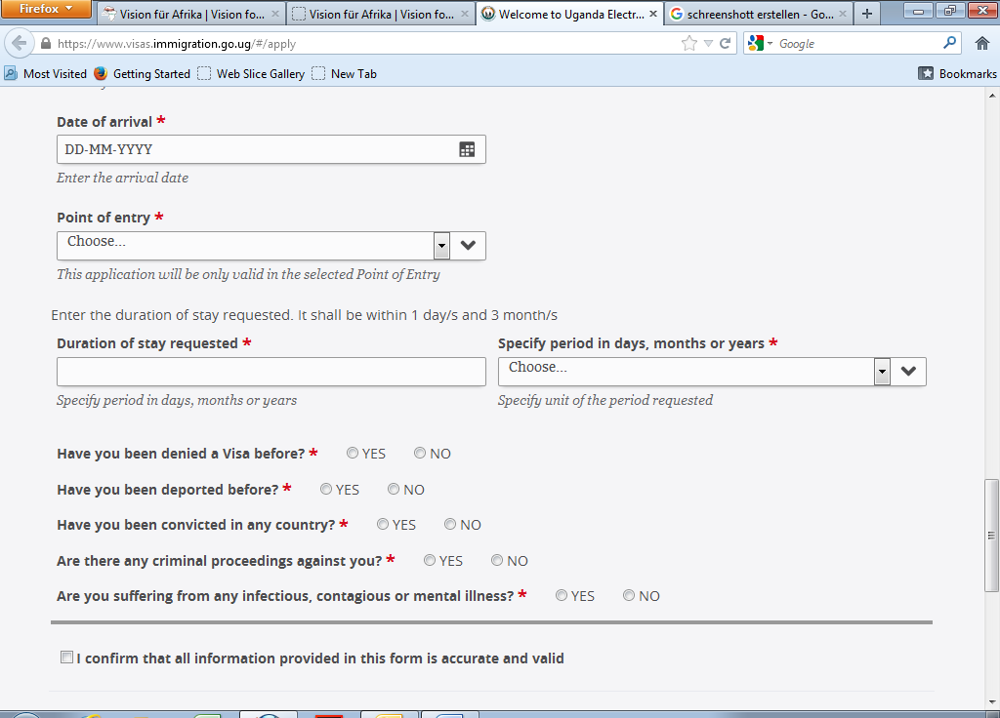 Firefox
Vision für Afrika | Vision fo...
Vision für Afrika | Vision fo...
Welcome to Uganda Electr...
schreenshott erstellen - Go...
https://www.visas.immigration.go.ug/#/apply
Google
Most Visited
Getting Started
Web Slice Gallery
New Tab
Bookmarks
Date of arrival *
DD-MM-YYYY
Enter the arrival date
Point of entry *
Choose...
This application will be only valid in the selected Point of Entry
Enter the duration of stay requested. It shall be within 1 day/s and 3 month/s
Duration of stay requested *
Specify period in days, months or years *
Choose...
Specify period in days, months or years
Specify unit of the period requested
Have you been denied a Visa before? * YES NO
Have you been deported before? * YES NO
Have you been convicted in any country? * YES NO
Are there any criminal proceedings against you? * YES NO
Are you suffering from any infectious, contagious or mental illness? * YES NO
I confirm that all information provided in this form is accurate and valid